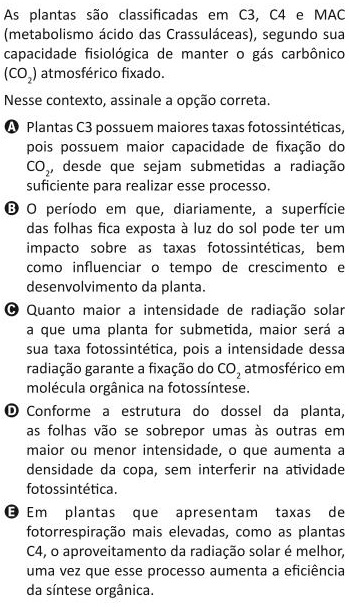 As plantas são classificadas em C3, C4 e MAC
(metabolismo ácido das Crassuláceas), segundo sua
capacidade fisiológica de manter o gás carbônico
(CO₂) atmosférico fixado.
Nesse contexto, assinale a opção correta.
A Plantas C3 possuem maiores taxas fotossintéticas,
pois possuem maior capacidade de fixação do
CO₂, desde que sejam submetidas a radiação
suficiente para realizar esse processo.
B O período em que, diariamente, a superfície
das folhas fica exposta à luz do sol pode ter um
impacto sobre as taxas fotossintéticas, bem
como influenciar o tempo de crescimento e
desenvolvimento da planta.
C Quanto maior a intensidade de radiação solar
a que uma planta for submetida, maior será a
sua taxa fotossintética, pois a intensidade dessa
radiação garante a fixação do CO₂ atmosférico em
molécula orgânica na fotossíntese.
D Conforme a estrutura do dossel da planta,
as folhas vão se sobrepor umas às outras em
maior ou menor intensidade, o que aumenta a
densidade da copa, sem interferir na atividade
fotossintética.
E Em plantas que apresentam taxas de
fotorrespiração mais elevadas, como as plantas
C4, o aproveitamento da radiação solar é melhor,
uma vez que esse processo aumenta a eficiência
da síntese orgânica.